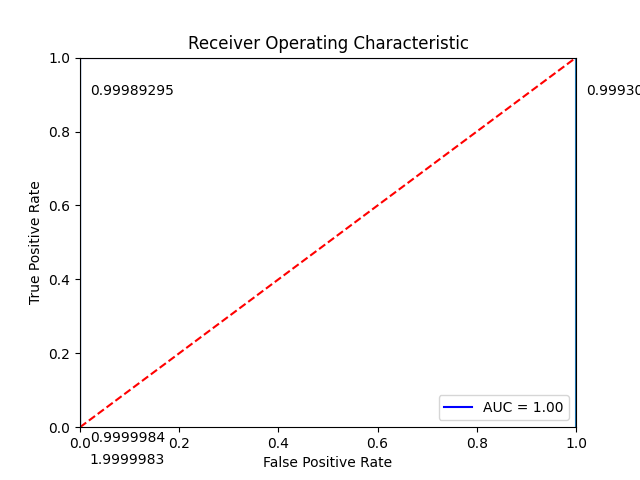 Receiver Operating Characteristic
1.0
0.99989295
0.99930
0.8
0.6
True Positive Rate
0.4
0.2
AUC = 1.00
0.0
0.9999984
0.0 0.2 0.4 0.6 0.8 1.0
1.9999983
False Positive Rate